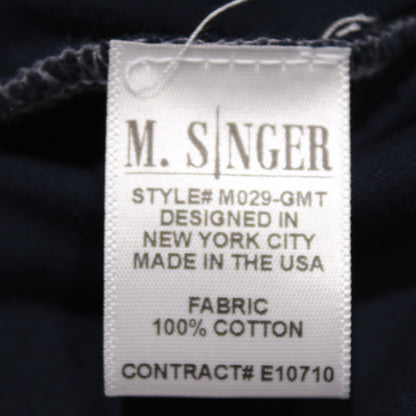 M. SINGER
STYLE# M029-GMT
DESIGNED IN
NEW YORK CITY
MADE IN THE USA
FABRIC
100% COTTON
CONTRACT# E10710